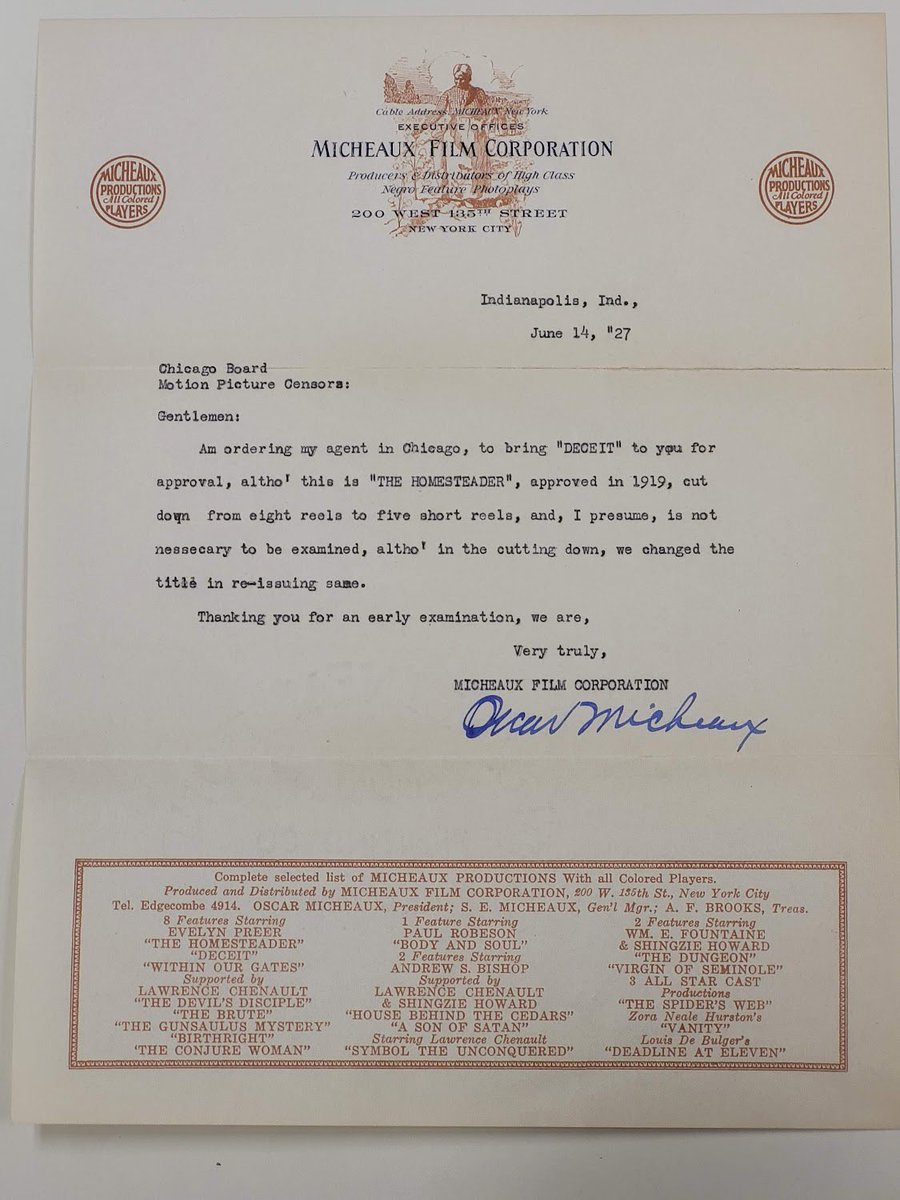 Cable Address, MICHEAUX New York
EXECUTIVE OFFICES
MICHEAUX FILM CORPORATION
Producers & Distributors of High Class
Negro Feature Photoplays
200 WEST 135TH STREET
NEW YORK CITY
MICHEAUX
PRODUCTIONS
All Colored
PLAYERS
MICHEAUX
PRODUCTIONS
All Colored
PLAYERS
Indianapolis, Ind.,
June 14, "27
Chicago Board
Motion Picture Censors:
Gentlemen:
Am ordering my agent in Chicago, to bring "DECEIT" to you for
approval, altho' this is "THE HOMESTEADER", approved in 1919, cut
down from eight reels to five short reels, and, I presume, is not
nessecary to be examined, altho' in the cutting down, we changed the
title in re-issuing same.
Thanking you for an early examination, we are,
Very truly,
MICHEAUX FILM CORPORATION
Oscar Micheaux
Complete selected list of MICHEAUX PRODUCTIONS With all Colored Players.
Produced and Distributed by MICHEAUX FILM CORPORATION, 200 W. 135th St., New York City
Tel. Edgecombe 4914. OSCAR MICHEAUX, President; S. E. MICHEAUX, Gen'l Mgr.; A. F. BROOKS, Treas.
8 Features Starring
EVELYN PREER
"THE HOMESTEADER"
"DECEIT"
"WITHIN OUR GATES"
Supported by
LAWRENCE CHENAULT
"THE DEVIL'S DISCIPLE"
"THE BRUTE"
"THE GUNSAULUS MYSTERY"
"BIRTHRIGHT"
'THE CONJURE WOMAN"
1 Feature Starring
PAUL ROBESON
"BODY AND SOUL"
2 Features Starring
ANDREW S. BISHOP
Supported by
LAWRENCE CHENAULT
& SHINGZIE HOWARD
"HOUSE BEHIND THE CEDARS"
"A SON OF SATAN"
Starring Lawrence Chenault
"SYMBOL THE UNCONQUERED"
2 Features Starring
WM. E. FOUNTAINE
& SHINGZIE HOWARD
"THE DUNGEON"
"VIRGIN OF SEMINOLE"
3 ALL STAR CAST
Productions
"THE SPIDER'S WEB"
Zora Neale Hurston's
"VANITY"
Louis De Bulger's
"DEADLINE AT ELEVEN"